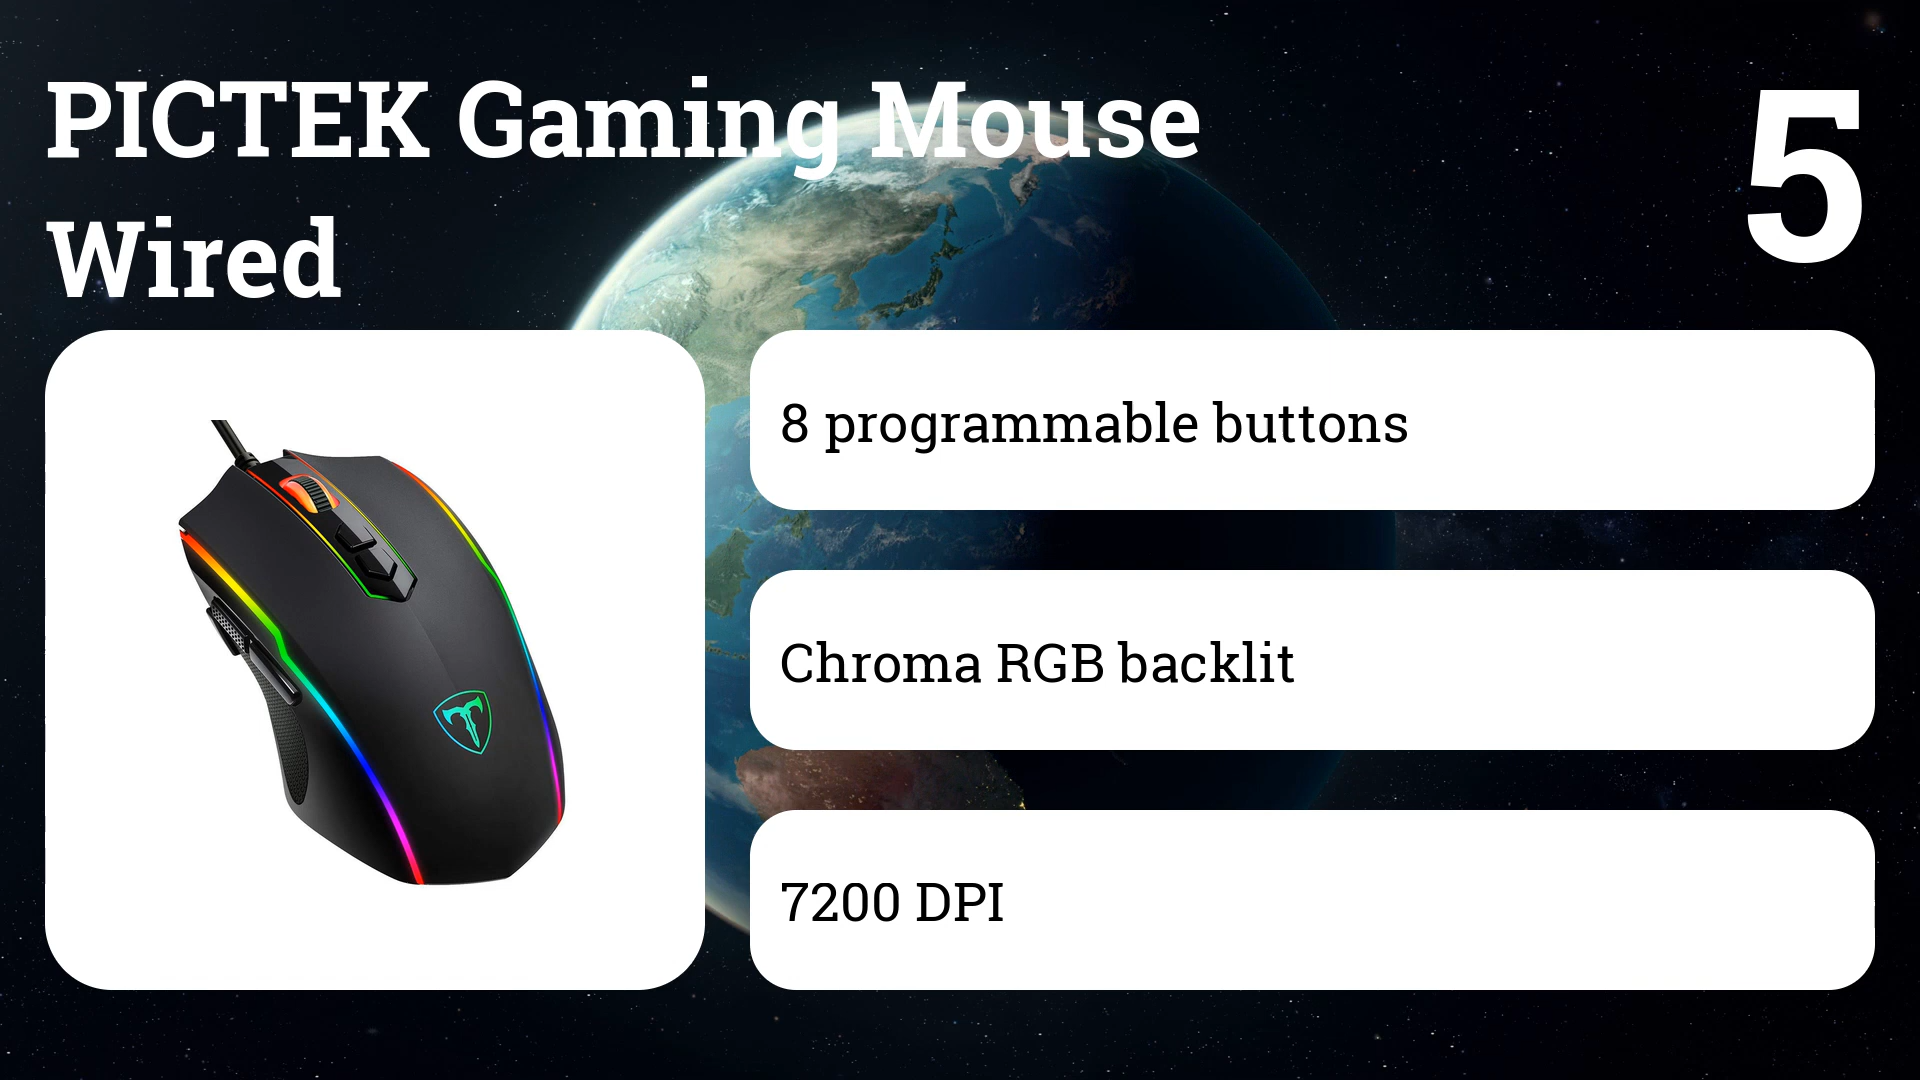 PICTEK Gaming Mouse
Wired
5
8 programmable buttons
Chroma RGB backlit
7200 DPI